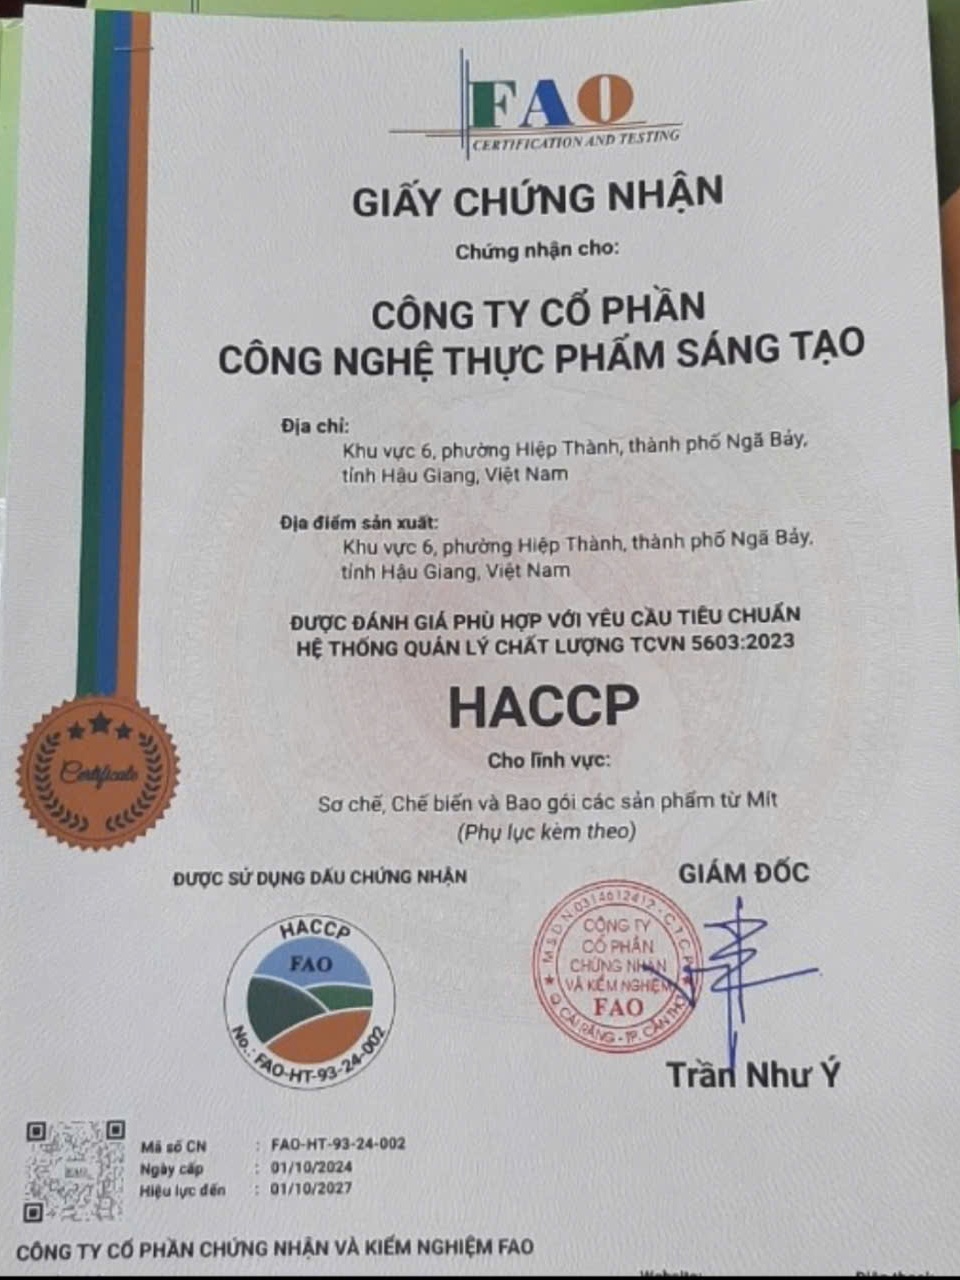 FAO
CERTIFICATION AND TESTING
GIẤY CHỨNG NHẬN
Chứng nhận cho:
CÔNG TY CỔ PHẦN
CÔNG NGHỆ THỰC PHẨM SÁNG TẠO
Địa chỉ:
Khu vực 6, phường Hiệp Thành, thành phố Ngã Bảy,
tỉnh Hậu Giang, Việt Nam
Địa điểm sản xuất:
Khu vực 6, phường Hiệp Thành, thành phố Ngã Bảy,
tỉnh Hậu Giang, Việt Nam
ĐƯỢC ĐÁNH GIÁ PHÙ HỢP VỚI YÊU CẦU TIÊU CHUẨN
HỆ THỐNG QUẢN LÝ CHẤT LƯỢNG TCVN 5603:2023
HACCP
Certificate
Cho lĩnh vực:
Sơ chế, Chế biến và Bao gói các sản phẩm từ Mít
(Phụ lục kèm theo)
ĐƯỢC SỬ DỤNG DẤU CHỨNG NHẬN
GIÁM ĐỐC
HACCP
FAO
No.: FAO-HT-93-24-002
M.S.D.N:0314612412-C.T.C.P
CÔNG TY
CỔ PHẦN
CHỨNG NHẬN
VÀ KIỂM NGHIỆM
FAO
Q. CÁI RĂNG - TP. CẦN THƠ
Trần Như Ý
Mã số CN : FAO-HT-93-24-002
Ngày cấp : 01/10/2024
Hiệu lực đến : 01/10/2027
FAO
CÔNG TY CỔ PHẦN CHỨNG NHẬN VÀ KIỂM NGHIỆM FAO